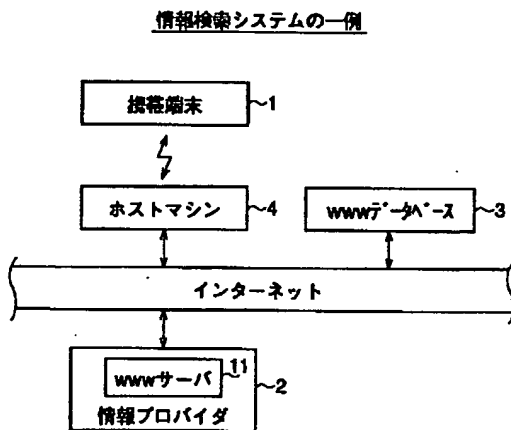 情報検索システムの一例
携帯端末 ~1
ホストマシン ~4
wwwデータベース ~3
インターネット
wwwサーバ 11
情報プロバイダ ~2